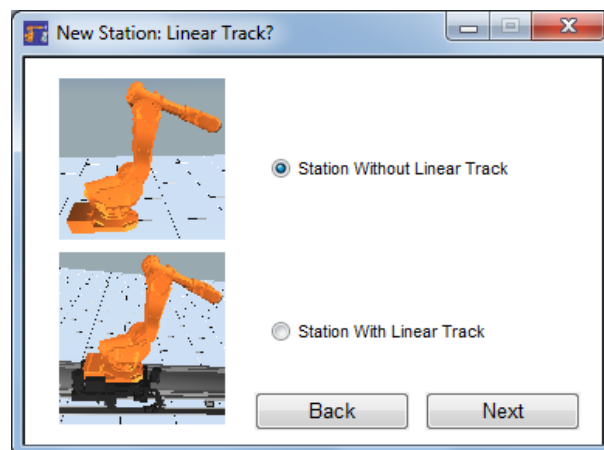 New Station: Linear Track?
Station Without Linear Track
Station With Linear Track
Back
Next